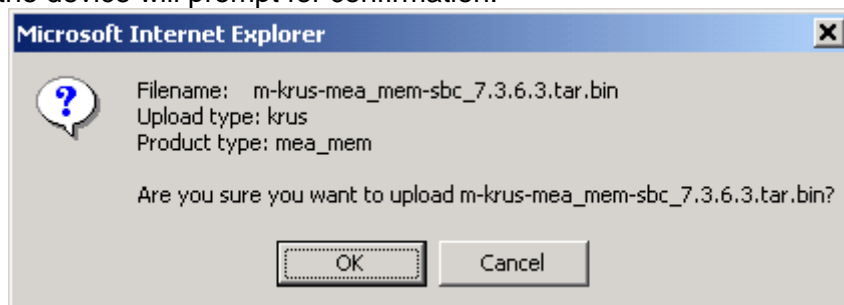 the device will prompt for confirmation.
Microsoft Internet Explorer
Filename: m-krus-mea_mem-sbc_7.3.6.3.tar.bin
Upload type: krus
Product type: mea_mem
Are you sure you want to upload m-krus-mea_mem-sbc_7.3.6.3.tar.bin?
OK Cancel